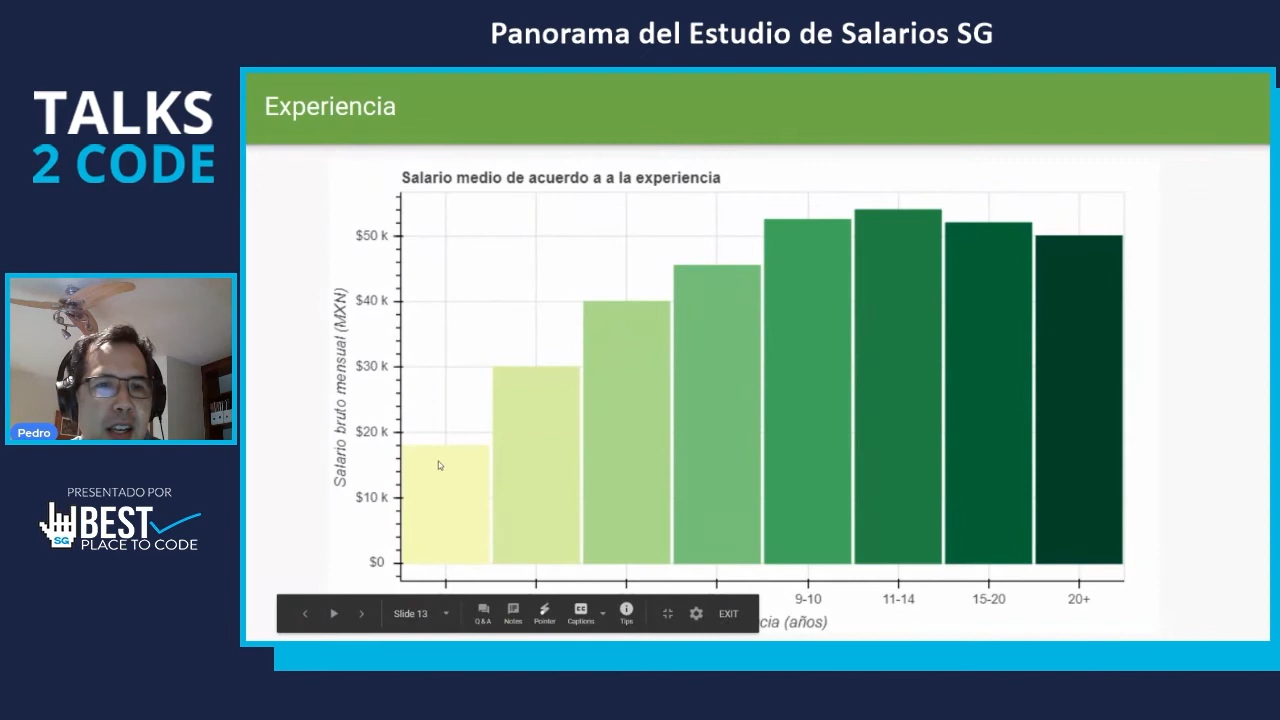 Panorama del Estudio de Salarios SG
TALKS
2 CODE
Experiencia
Salario medio de acuerdo a a la experiencia
Salario bruto mensual (MXN)
$50 k
$40 k
$30 k
$20 k
$10 k
$0
9-10
11-14
15-20
20+
cia (años)
Slide 13
Q & A
Notes
Pointer
Captions
Tips
EXIT
CC
Pedro
PRESENTADO POR
SG
BEST
PLACE TO CODE